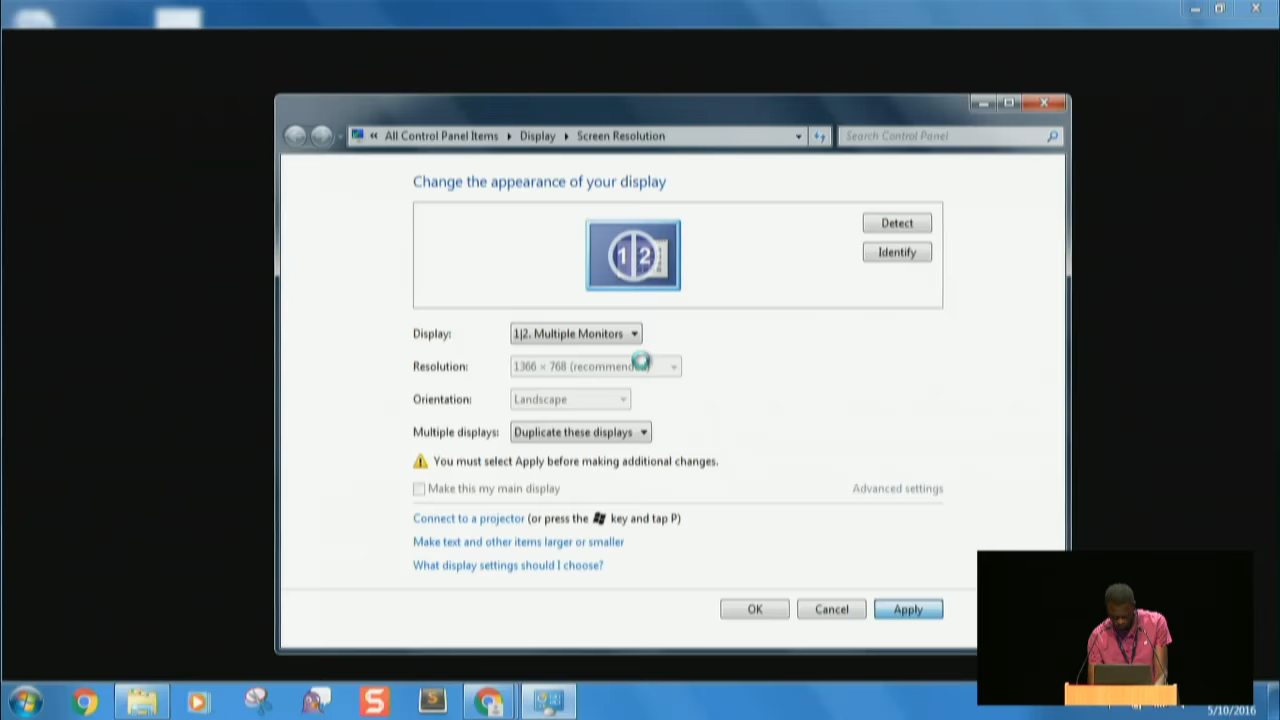 « All Control Panel Items ▸ Display ▸ Screen Resolution
Search Control Panel
Change the appearance of your display
1|2
Detect
Identify
Display: 1|2. Multiple Monitors
Resolution: 1366 × 768 (recommended)
Orientation: Landscape
Multiple displays: Duplicate these displays
You must select Apply before making additional changes.
Make this my main display
Advanced settings
Connect to a projector (or press the key and tap P)
Make text and other items larger or smaller
What display settings should I choose?
OK
Cancel
Apply
S
S
5/10/2016